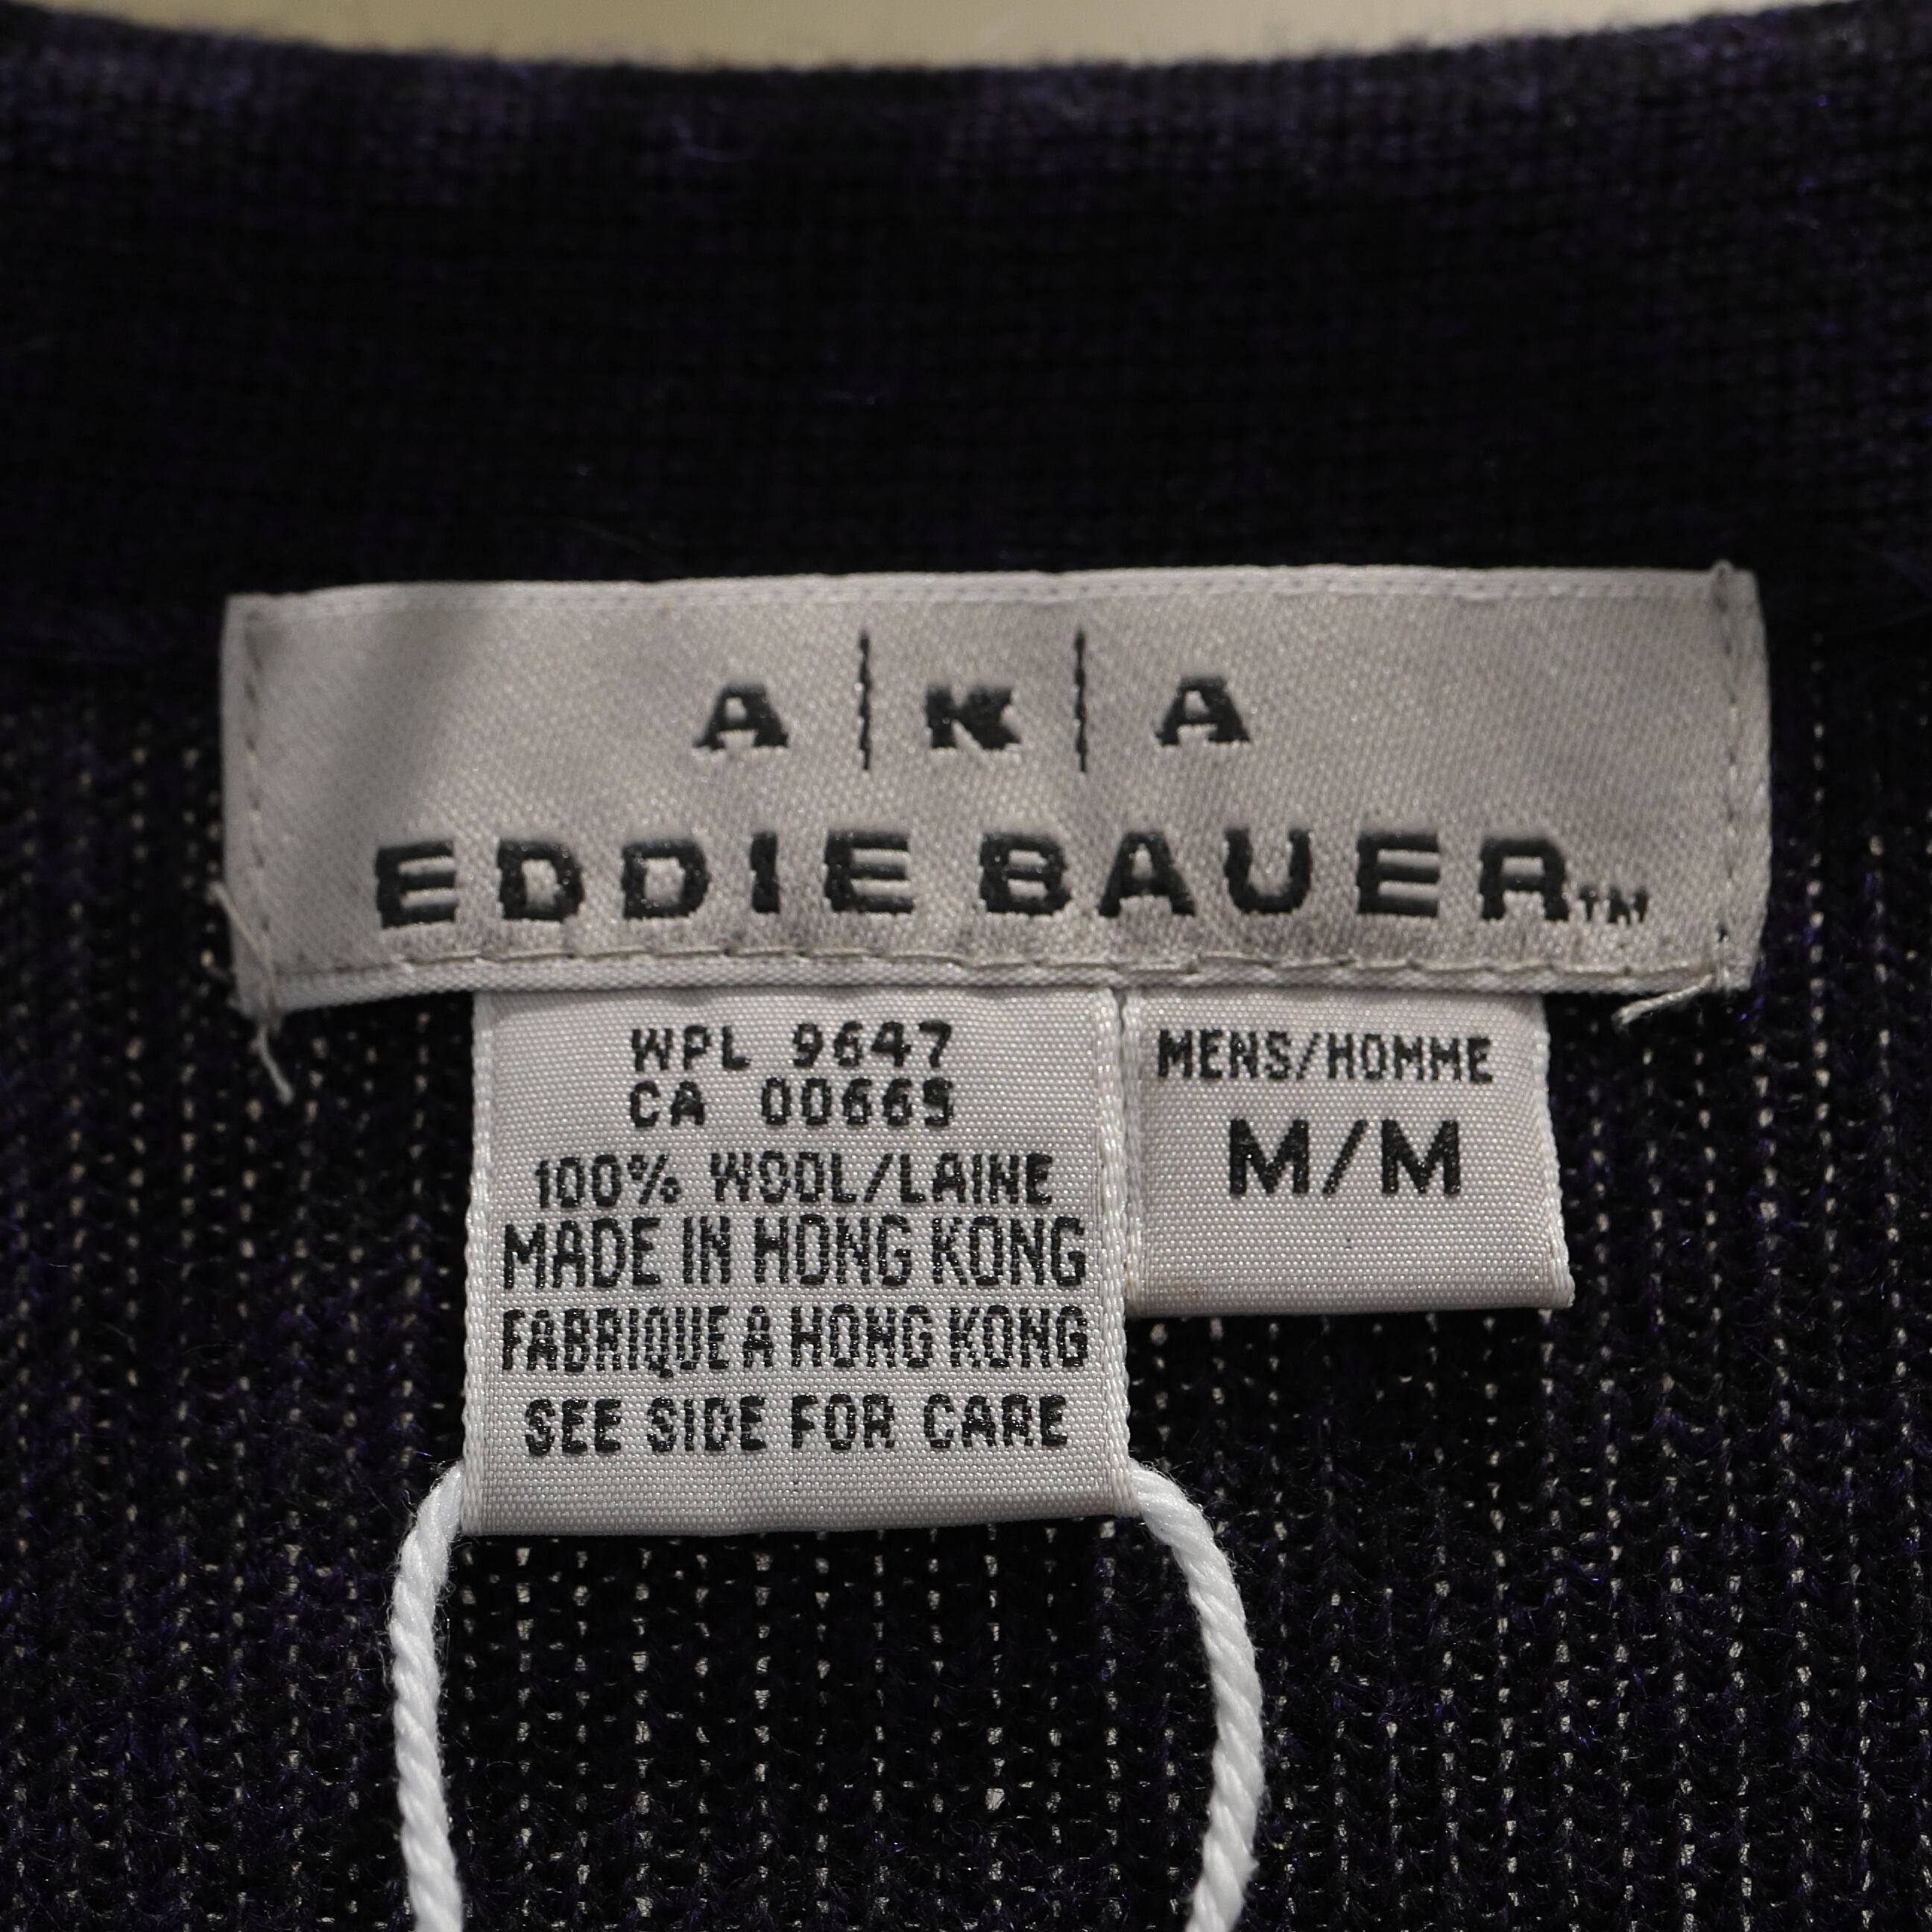 A|K|A
EDDIE BAUER™
WPL 9647
CA 00665
100% WOOL/LAINE
MADE IN HONG KONG
FABRIQUE A HONG KONG
SEE SIDE FOR CARE
MENS/HOMME
M/M